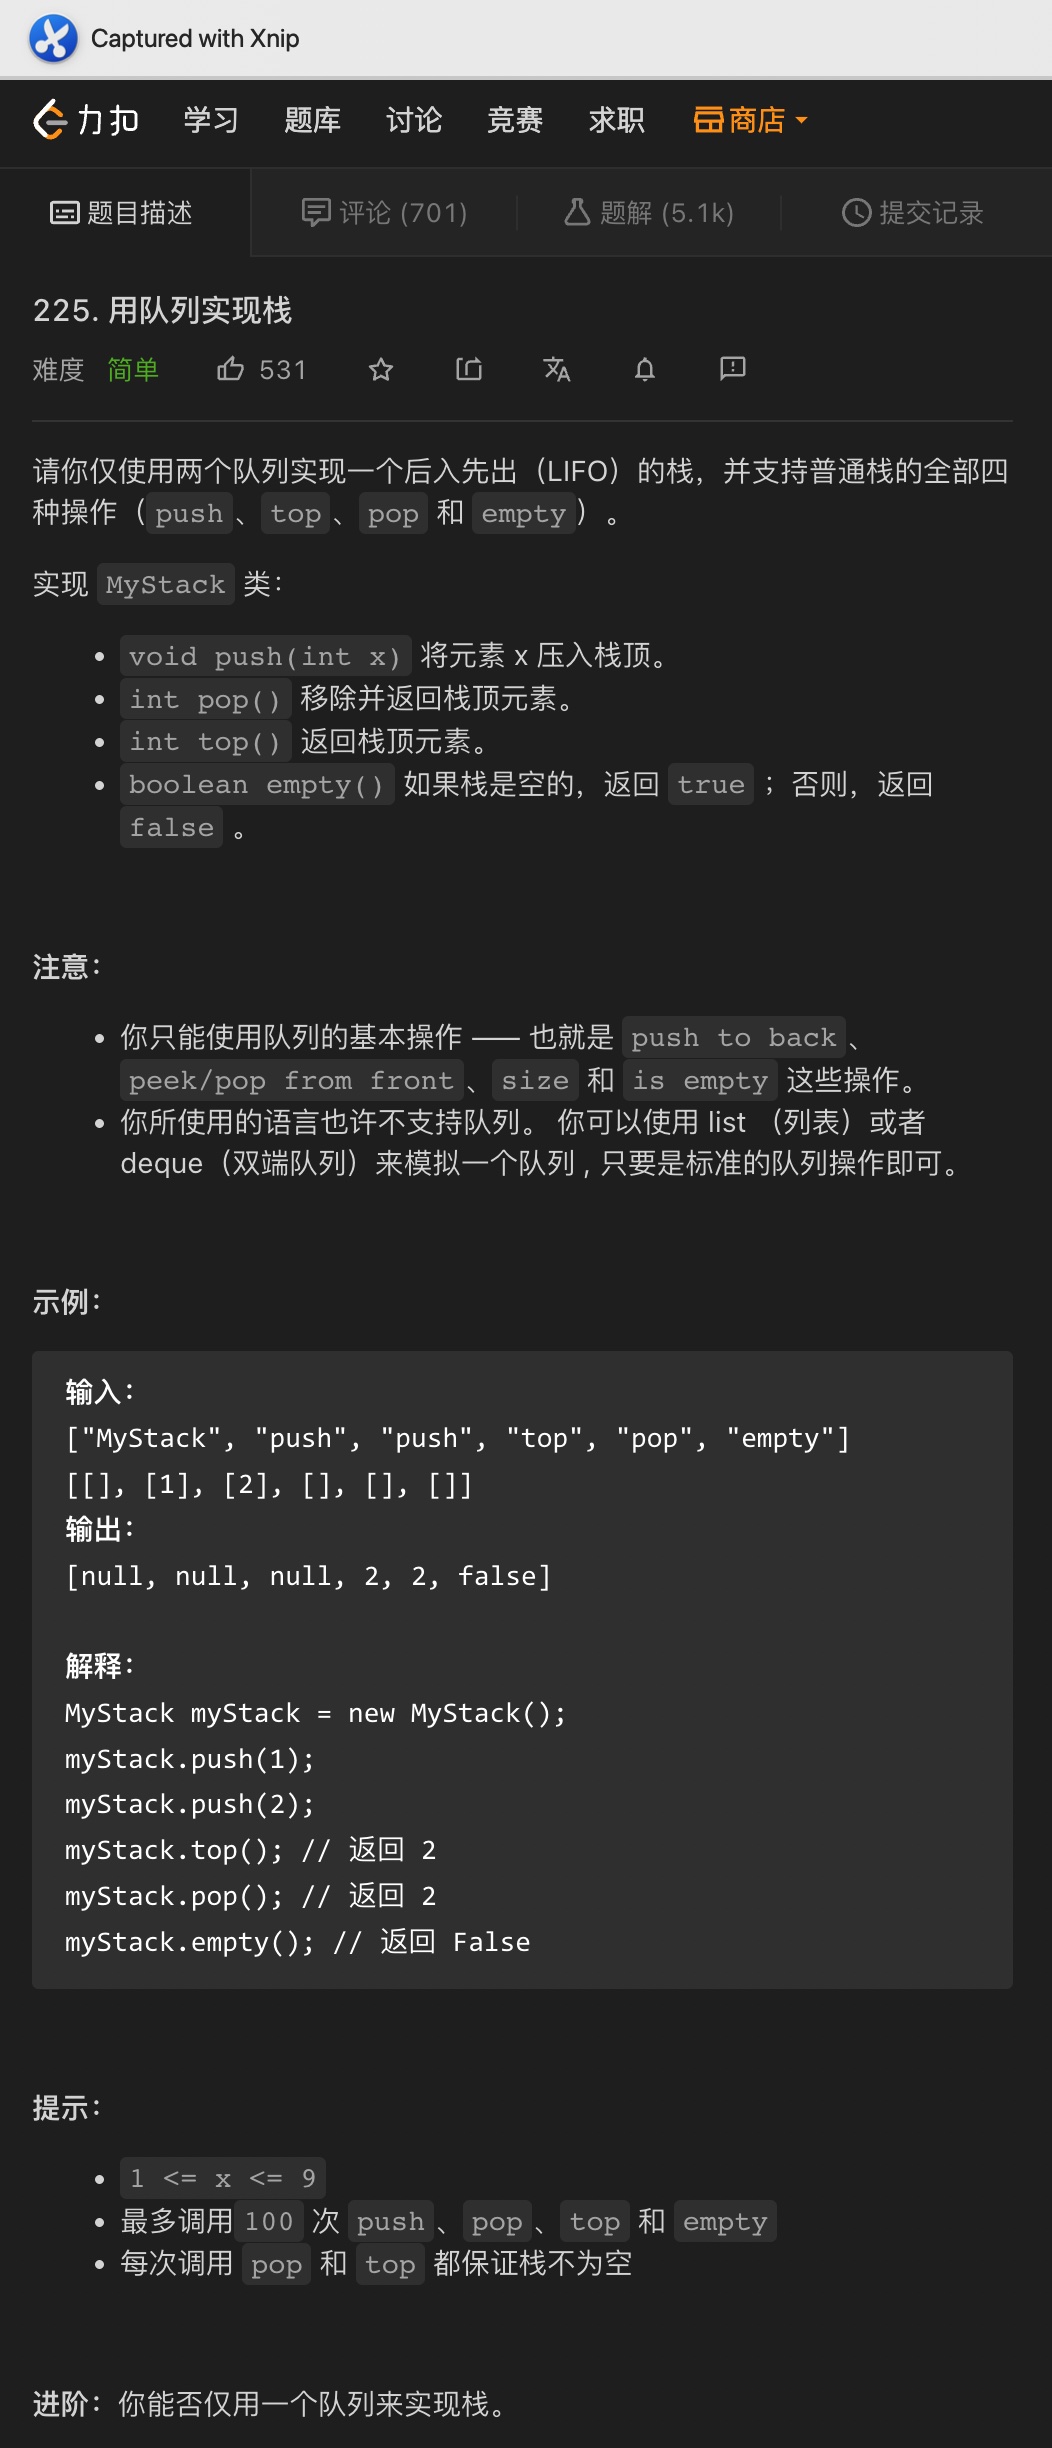 Captured with Xnip
力扣 学习 题库 讨论 竞赛 求职 商店
题目描述 评论 (701) 题解 (5.1k) 提交记录
225. 用队列实现栈
难度 简单 531
请你仅使用两个队列实现一个后入先出（LIFO）的栈，并支持普通栈的全部四
种操作（push、top、pop 和 empty）。
实现 MyStack 类：
• void push(int x) 将元素 x 压入栈顶。
• int pop() 移除并返回栈顶元素。
• int top() 返回栈顶元素。
• boolean empty() 如果栈是空的，返回 true ；否则，返回
false 。
注意：
• 你只能使用队列的基本操作 —— 也就是 push to back、
peek/pop from front、size 和 is empty 这些操作。
• 你所使用的语言也许不支持队列。 你可以使用 list （列表）或者
deque（双端队列）来模拟一个队列 , 只要是标准的队列操作即可。
示例：
输入：
["MyStack", "push", "push", "top", "pop", "empty"]
[[], [1], [2], [], [], []]
输出：
[null, null, null, 2, 2, false]
解释：
MyStack myStack = new MyStack();
myStack.push(1);
myStack.push(2);
myStack.top(); // 返回 2
myStack.pop(); // 返回 2
myStack.empty(); // 返回 False
提示：
• 1 <= x <= 9
• 最多调用100 次 push、pop、top 和 empty
• 每次调用 pop 和 top 都保证栈不为空
进阶：你能否仅用一个队列来实现栈。